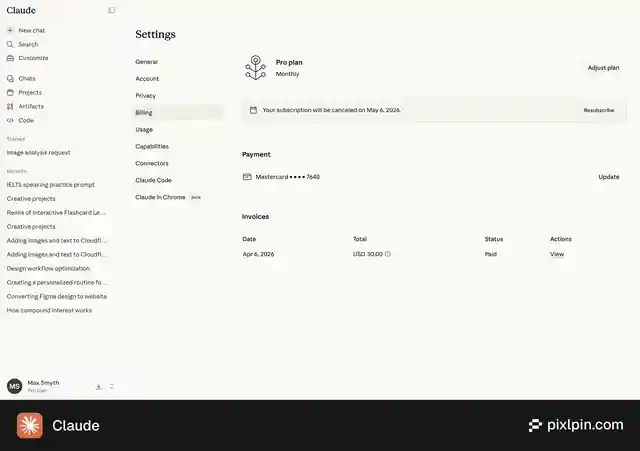 Claude
New chat
Search
Customize
Chats
Projects
Artifacts
Code
Starred
Image analysis request
Recents
IELTS speaking practice prompt
Creative projects
Remix of Interactive Flashcard Le...
Creative projects
Adding images and text to Cloudfl...
Adding images and text to Cloudfl...
Design workflow optimization
Creating a personalized routine fo...
Converting Figma design to website
How compound interest works
MS
Max Smyth
Pro plan
Settings
General
Account
Privacy
Billing
Usage
Capabilities
Connectors
Claude Code
Claude in Chrome Beta
Pro plan
Monthly
Adjust plan
Your subscription will be canceled on May 6, 2026.
Resubscribe
Payment
Mastercard •••• 7640
Update
Invoices
Date Total Status Actions
Apr 6, 2026 USD 30.00 Paid View
Claude
pixlpin.com